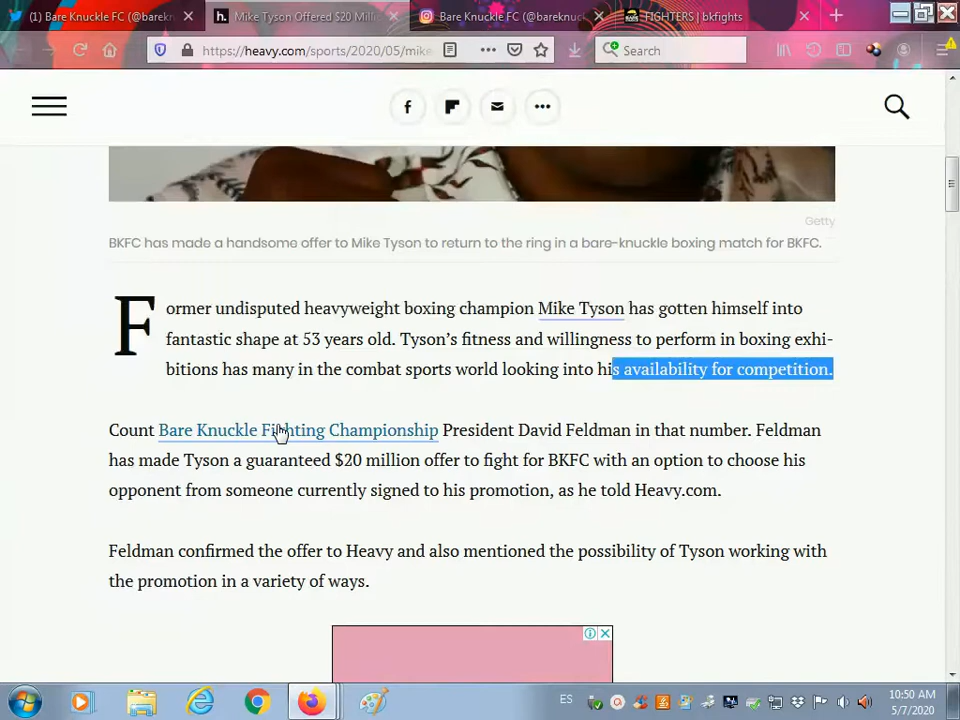 (1) Bare Knuckle FC (@barekn
h. Mike Tyson Offered $20 Milli
Bare Knuckle FC (@bareknuc
FIGHTERS | bkfights
https://heavy.com/sports/2020/05/mike
Search
Getty
BKFC has made a handsome offer to Mike Tyson to return to the ring in a bare-knuckle boxing match for BKFC.
Former undisputed heavyweight boxing champion Mike Tyson has gotten himself into
fantastic shape at 53 years old. Tyson’s fitness and willingness to perform in boxing exhi-
bitions has many in the combat sports world looking into his availability for competition.
Count Bare Knuckle Fighting Championship President David Feldman in that number. Feldman
has made Tyson a guaranteed $20 million offer to fight for BKFC with an option to choose his
opponent from someone currently signed to his promotion, as he told Heavy.com.
Feldman confirmed the offer to Heavy and also mentioned the possibility of Tyson working with
the promotion in a variety of ways.
ES
10:50 AM
5/7/2020